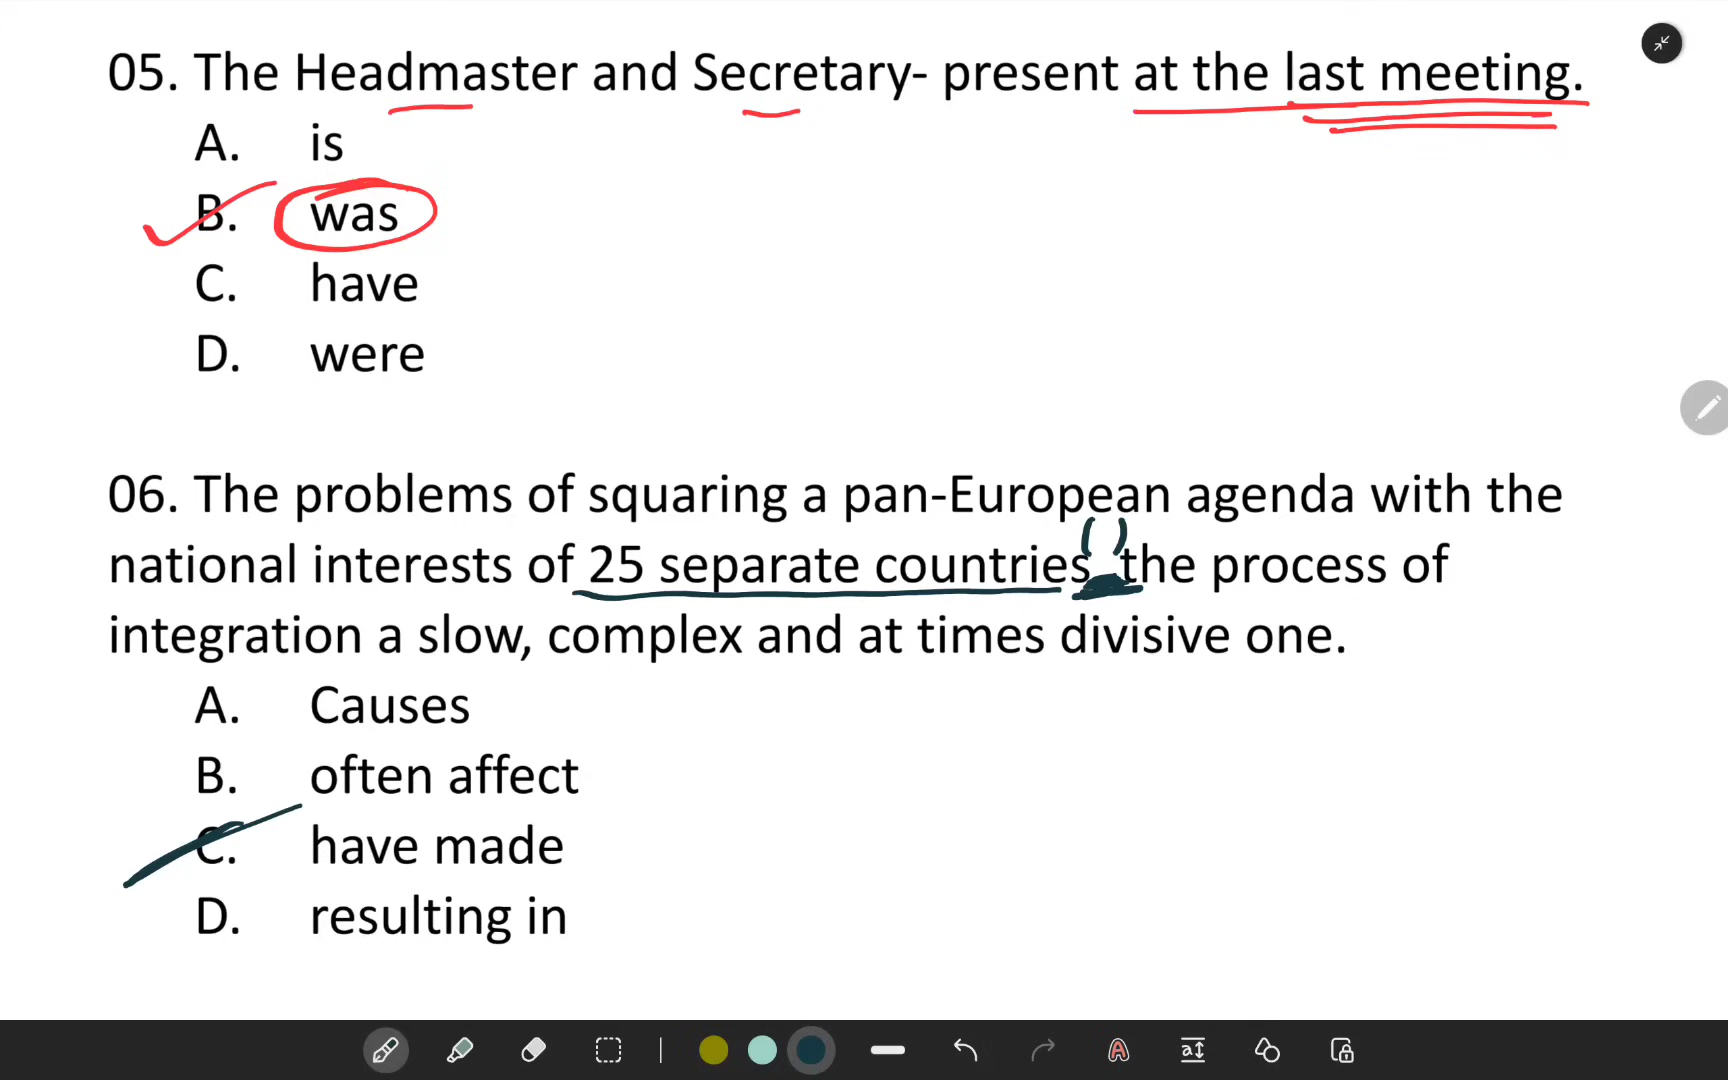 05. The Headmaster and Secretary- present at the last meeting.
A. is
B. was
C. have
D. were
06. The problems of squaring a pan-European agenda with the
national interests of 25 separate countries the process of
integration a slow, complex and at times divisive one.
A. Causes
B. often affect
C. have made
D. resulting in